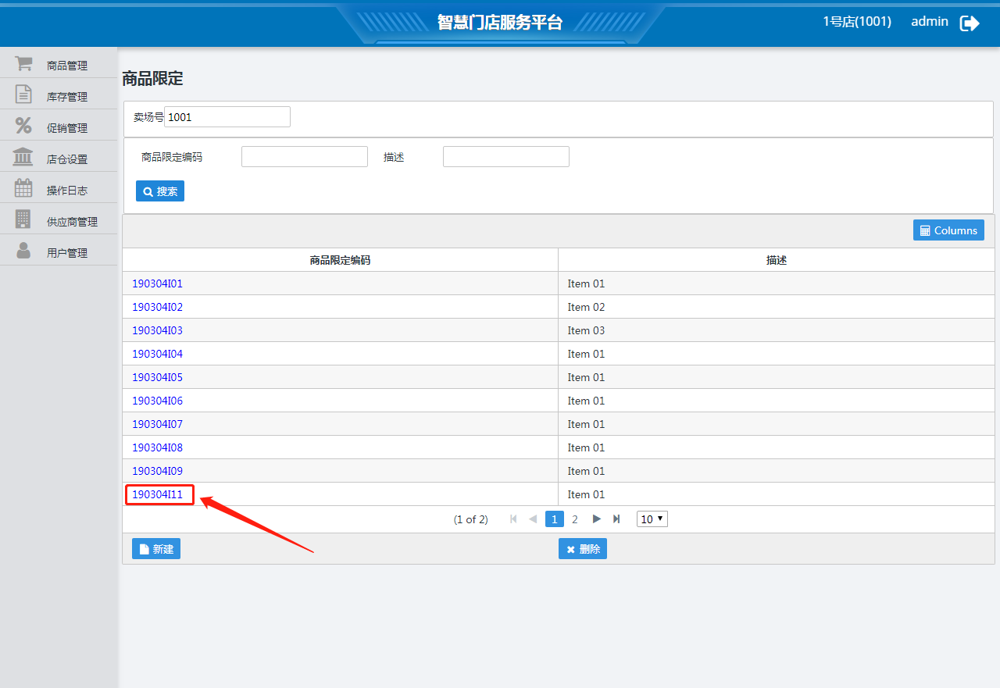 智慧门店服务平台
1号店(1001) admin
商品管理
库存管理
促销管理
店仓设置
操作日志
供应商管理
用户管理
商品限定
卖场号 1001
商品限定编码 描述
搜索
Columns
商品限定编码 描述
190304I01 Item 01
190304I02 Item 02
190304I03 Item 03
190304I04 Item 01
190304I05 Item 01
190304I06 Item 01
190304I07 Item 01
190304I08 Item 01
190304I09 Item 01
190304I11 Item 01
(1 of 2) 1 2 10
新建 删除